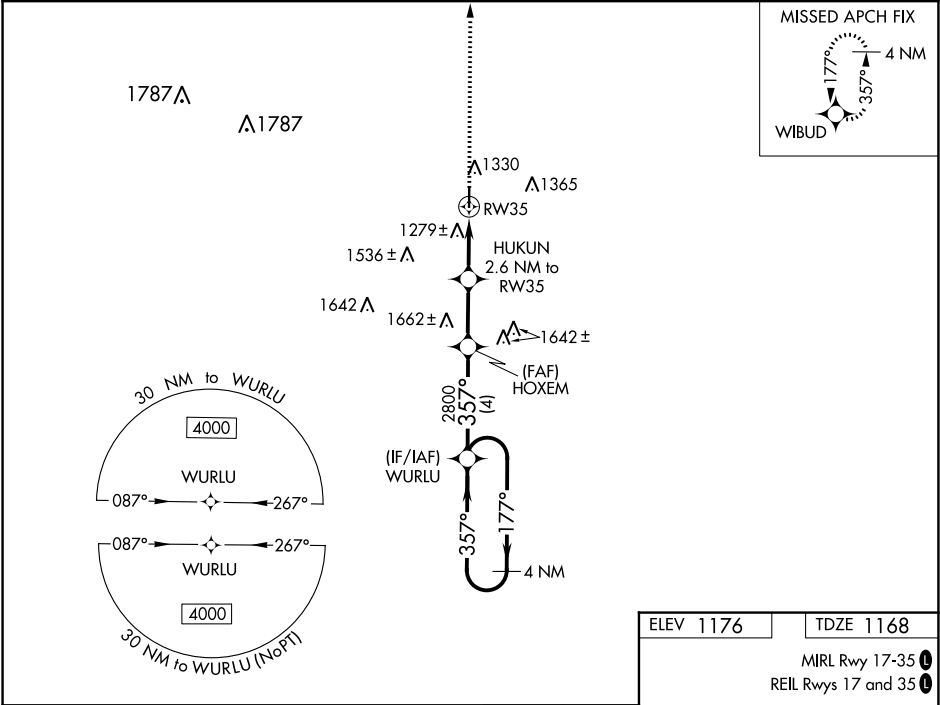 MISSED APCH FIX
4 NM
177°
357°
WIBUD
1787
1787
1330
1365
RW35
1279±
1536±
HUKUN
2.6 NM to
RW35
1642
1662±
1642±
(FAF)
HOXEM
2800
357°
(4)
(IF/IAF)
WURLU
357°
177°
4 NM
30 NM to WURLU
4000
WURLU
087°
267°
087°
267°
WURLU
4000
30 NM to WURLU (NoPT)
ELEV 1176
TDZE 1168
MIRL Rwy 17-35 L
REIL Rwys 17 and 35 L